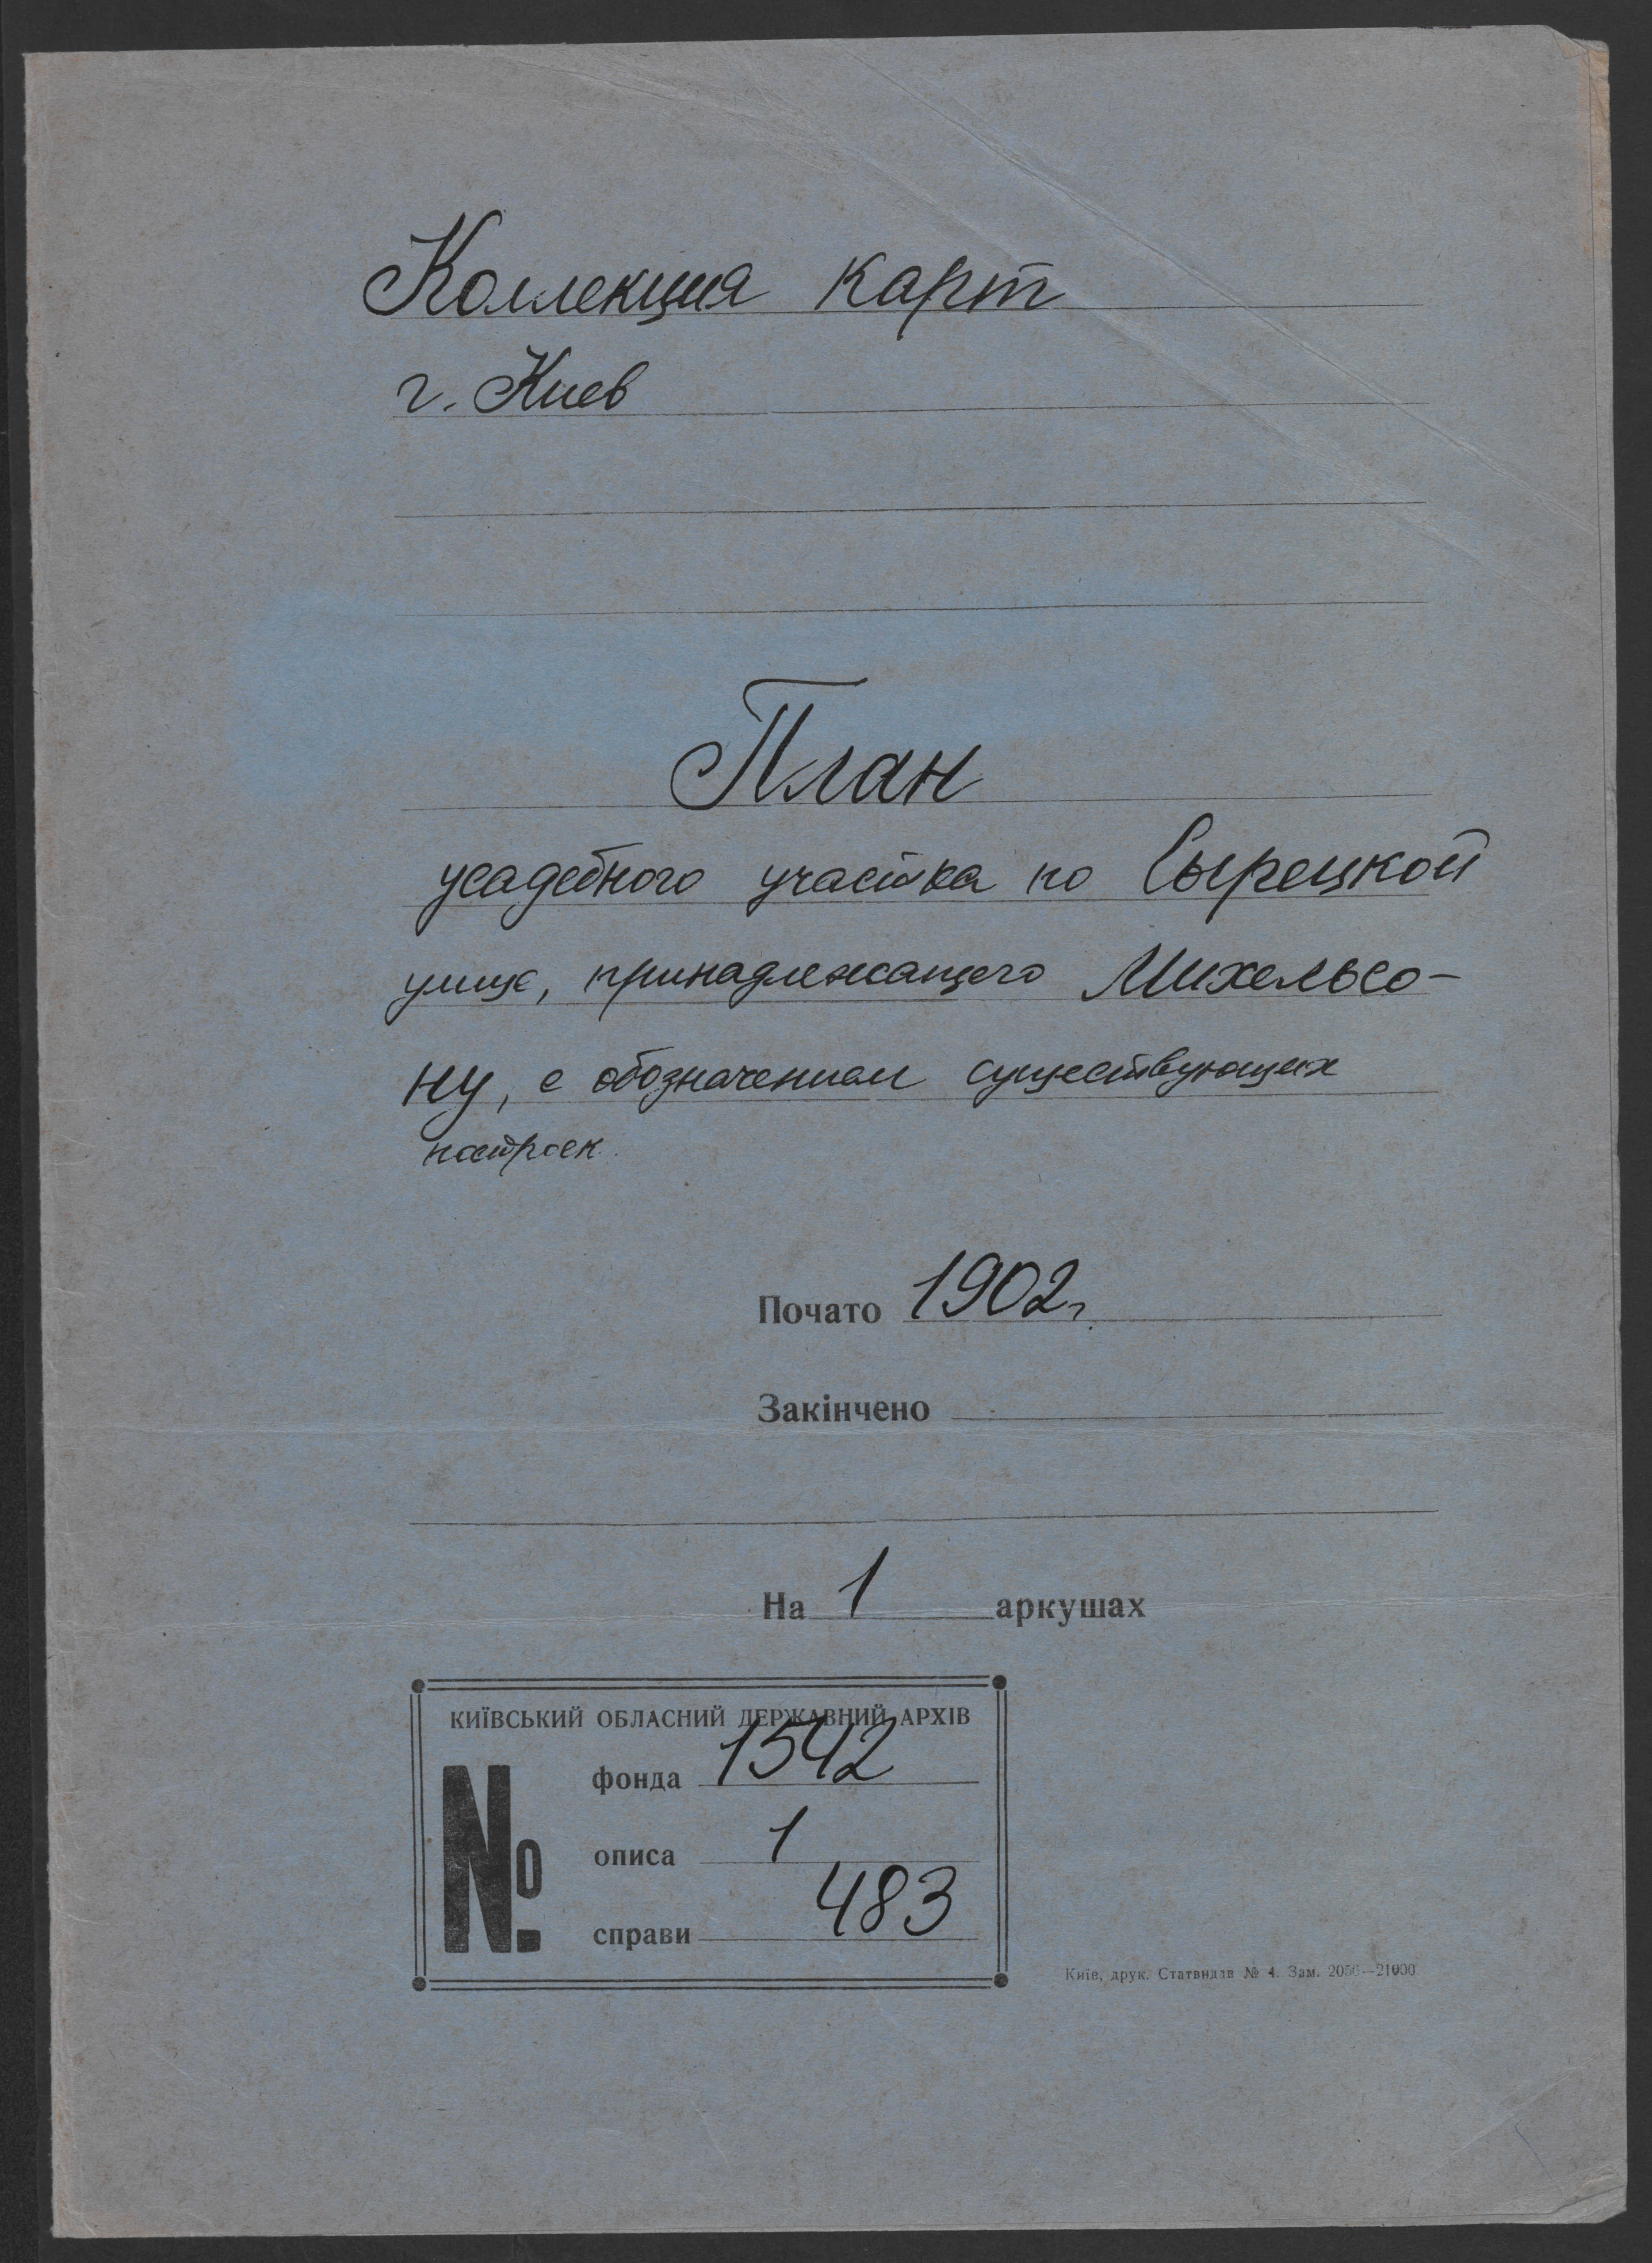 Коллекция карт
г. Киев
План
усадебного участка по Сырецкой
улице, принадлежащего Михельсо-
ну, с обозначением существующих
построек.
Почато 1902г.
Закінчено
На 1 аркушах
КИЇВСЬКИЙ ОБЛАСНИЙ ДЕРЖАВНИЙ АРХІВ
№
фонда 1542
описа 1
справи 483
Київ, друк. Статвидав № 4. Зам. 2056—21000